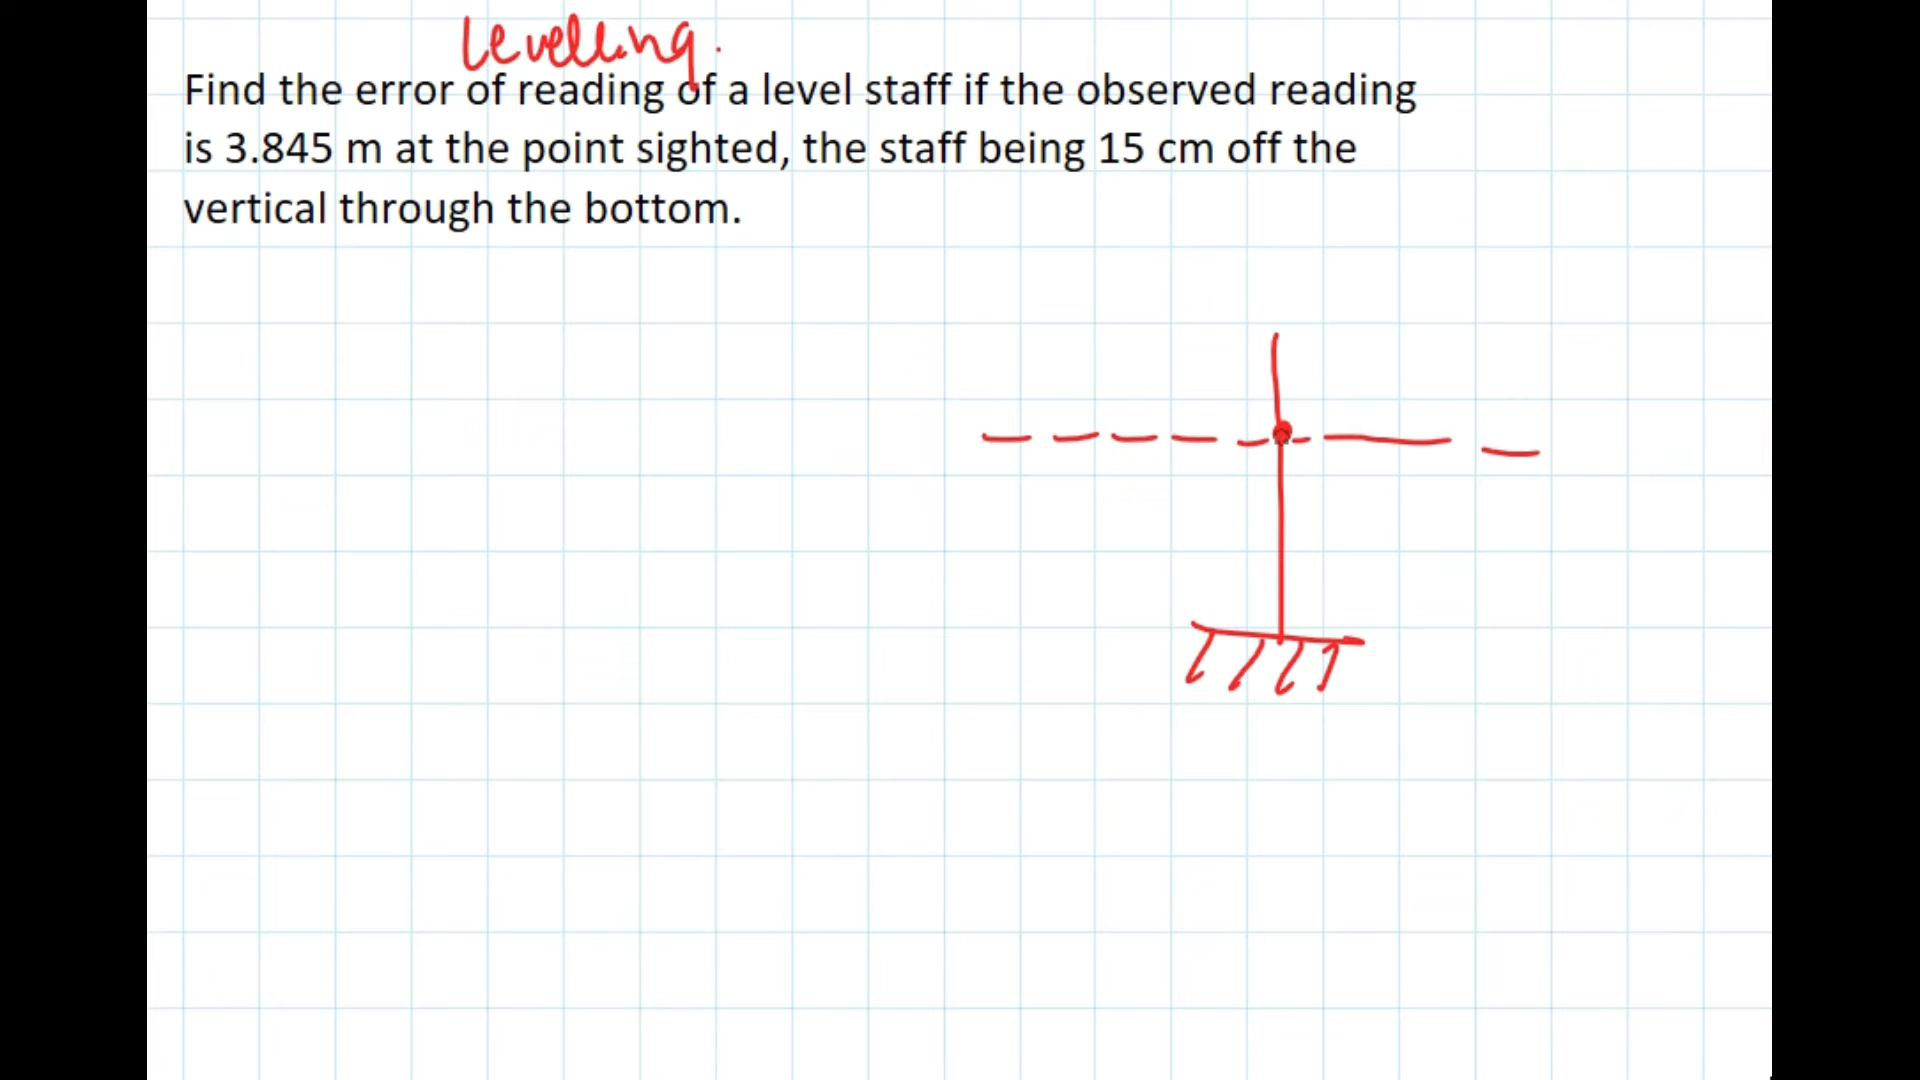 Levelling.
Find the error of reading of a level staff if the observed reading
is 3.845 m at the point sighted, the staff being 15 cm off the
vertical through the bottom.